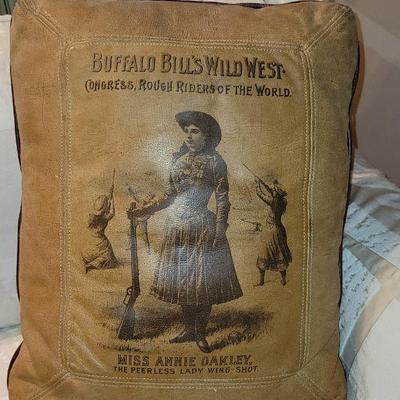 BUFFALO BILL'S WILD WEST.
CONGRESS, ROUGH RIDERS OF THE WORLD.
MISS ANNIE OAKLEY,
THE PEERLESS LADY WING-SHOT